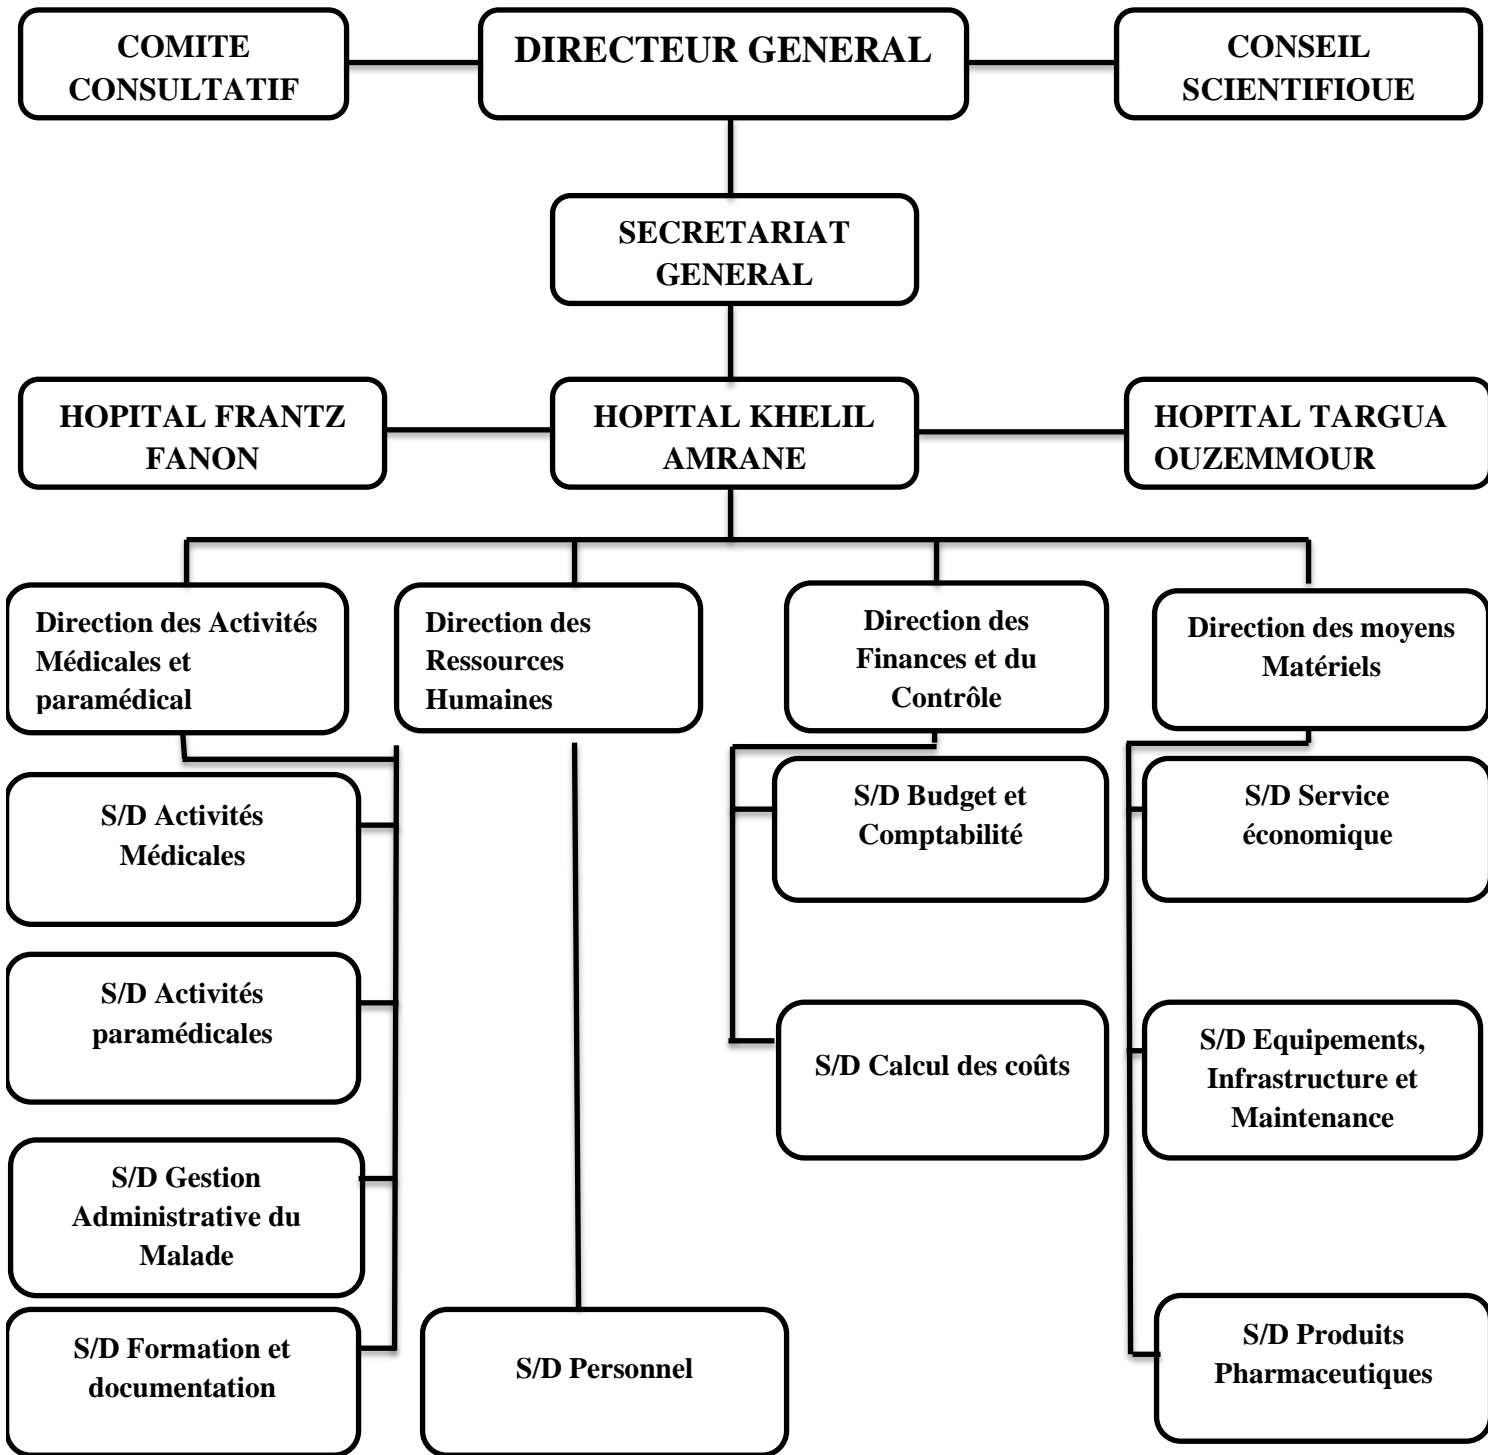 COMITE
CONSULTATIF
DIRECTEUR GENERAL
CONSEIL
SCIENTIFIOUE
SECRETARIAT
GENERAL
HOPITAL FRANTZ
FANON
HOPITAL KHELIL
AMRANE
HOPITAL TARGUA
OUZEMMOUR
Direction des Activités
Médicales et
paramédical
Direction des
Ressources
Humaines
Direction des
Finances et du
Contrôle
Direction des moyens
Matériels
S/D Activités
Médicales
S/D Budget et
Comptabilité
S/D Service
économique
S/D Activités
paramédicales
S/D Calcul des coûts
S/D Equipements,
Infrastructure et
Maintenance
S/D Gestion
Administrative du
Malade
S/D Formation et
documentation
S/D Personnel
S/D Produits
Pharmaceutiques